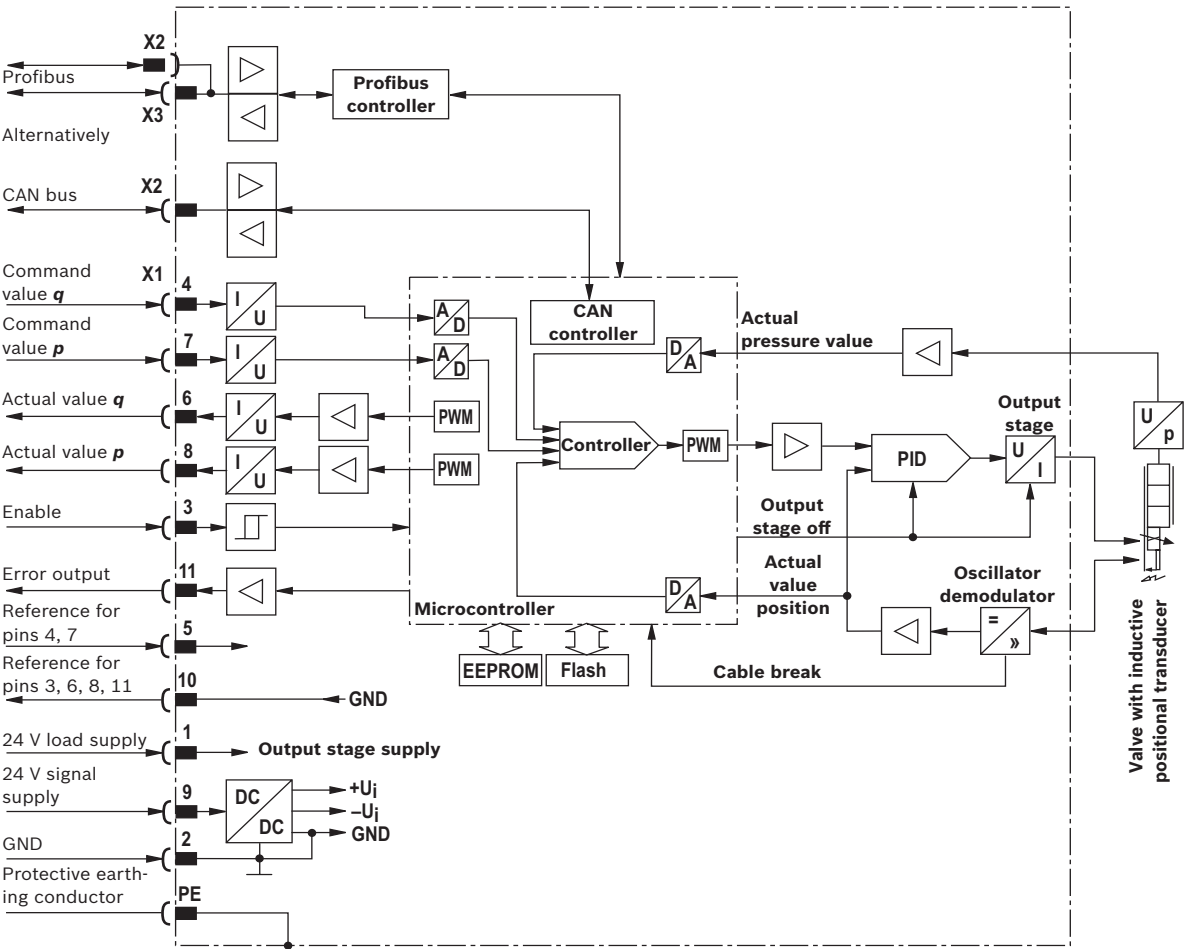 X2
Profibus
X3
Alternatively
Profibus
controller
X2
CAN bus
Command
value q
X1
4
I
U
A
D
CAN
controller
Command
value p
7
I
U
A
D
D
A
Actual
pressure value
Actual value q
6
I
U
PWM
Actual value p
8
I
U
PWM
Controller
PWM
PID
Output
stage
U
I
U
p
Enable
3
Output
stage off
Error output
11
Microcontroller
D
A
Actual
value
position
Oscillator
demodulator
=
»
Reference for
pins 4, 7
5
EEPROM
Flash
Cable break
Reference for
pins 3, 6, 8, 11
10
GND
24 V load supply
1
Output stage supply
24 V signal
supply
9
DC
DC
+Ui
–Ui
GND
GND
2
Protective earth-
ing conductor
PE
Valve with inductive
positional transducer